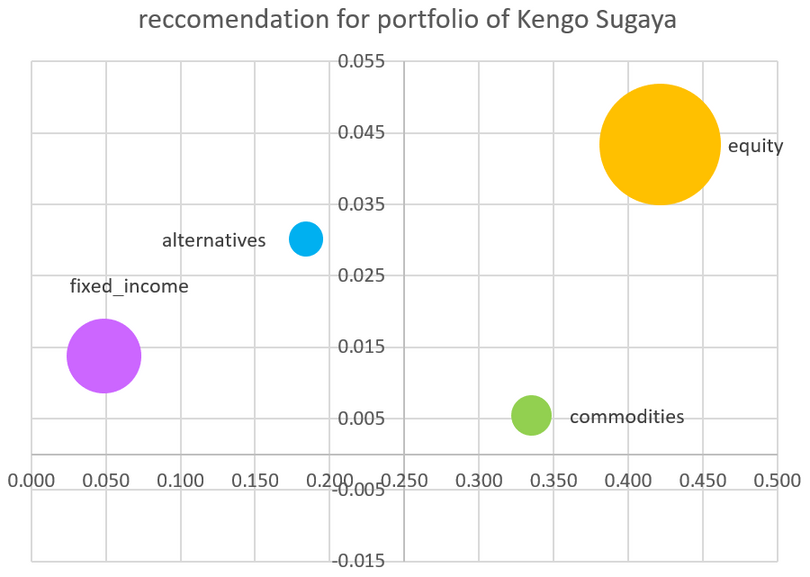 reccomendation for portfolio of Kengo Sugaya
0.055
0.045
equity
0.035
alternatives
0.025
fixed_income
0.015
0.005
commodities
0.000 0.050 0.100 0.150 0.200 0.250 0.300 0.350 0.400 0.450 0.500
-0.005
-0.015